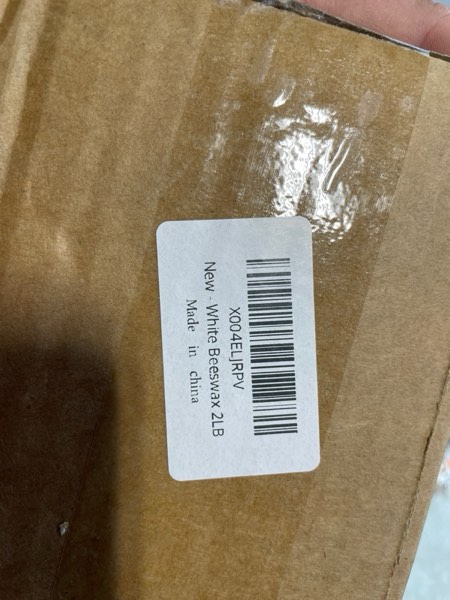 X004ELJRPV
New - White Beeswax 2LB
Made in china